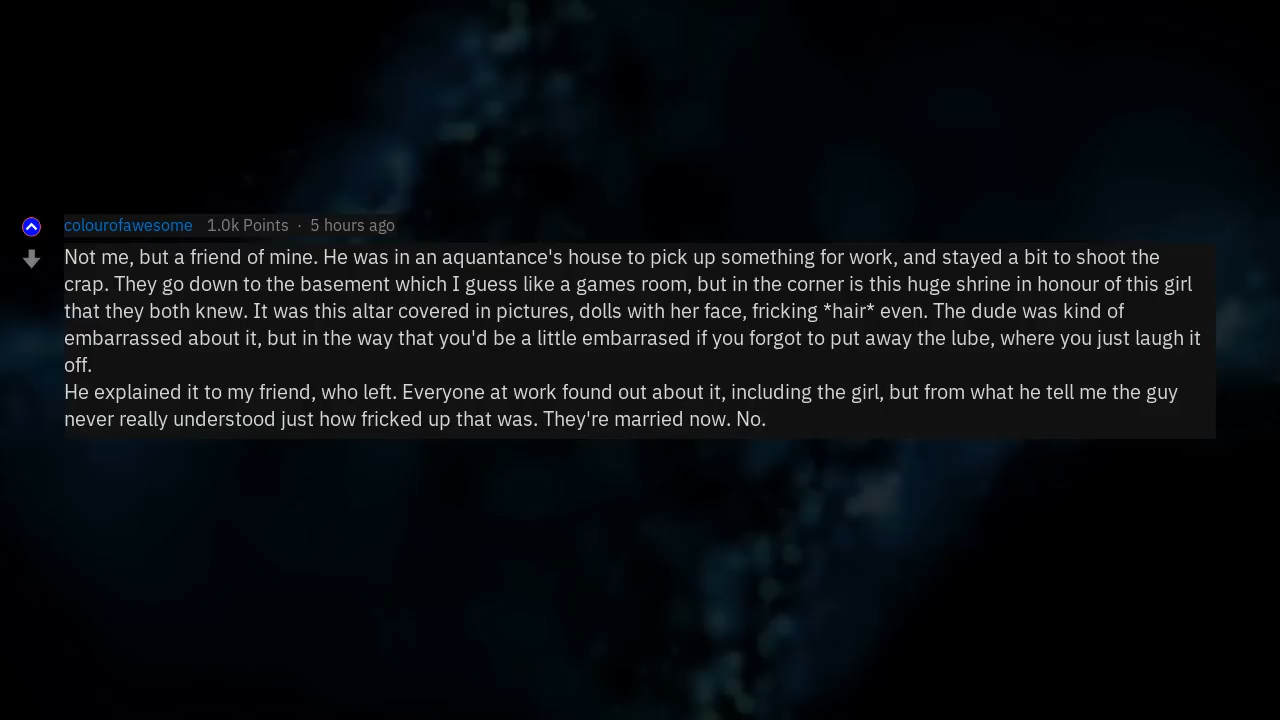 colourofawesome 1.0k Points · 5 hours ago
Not me, but a friend of mine. He was in an aquantance's house to pick up something for work, and stayed a bit to shoot the
crap. They go down to the basement which I guess like a games room, but in the corner is this huge shrine in honour of this girl
that they both knew. It was this altar covered in pictures, dolls with her face, fricking *hair* even. The dude was kind of
embarrassed about it, but in the way that you'd be a little embarrased if you forgot to put away the lube, where you just laugh it
off.
He explained it to my friend, who left. Everyone at work found out about it, including the girl, but from what he tell me the guy
never really understood just how fricked up that was. They're married now. No.